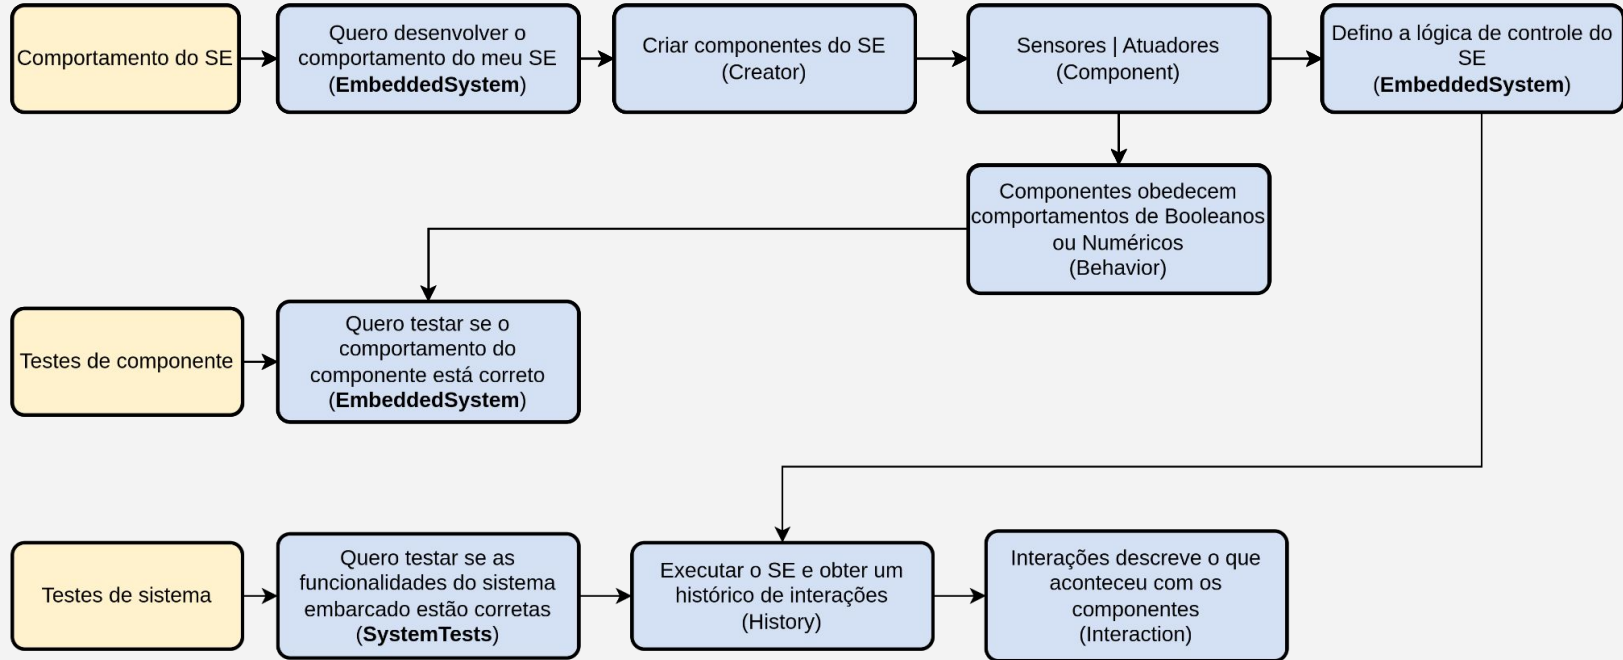 Comportamento do SE
Quero desenvolver o
comportamento do meu SE
(EmbeddedSystem)
Criar componentes do SE
(Creator)
Sensores | Atuadores
(Component)
Defino a lógica de controle do
SE
(EmbeddedSystem)
Componentes obedecem
comportamentos de Booleanos
ou Numéricos
(Behavior)
Testes de componente
Quero testar se o
comportamento do
componente está correto
(EmbeddedSystem)
Testes de sistema
Quero testar se as
funcionalidades do sistema
embarcado estão corretas
(SystemTests)
Executar o SE e obter um
histórico de interações
(History)
Interações descreve o que
aconteceu com os
componentes
(Interaction)